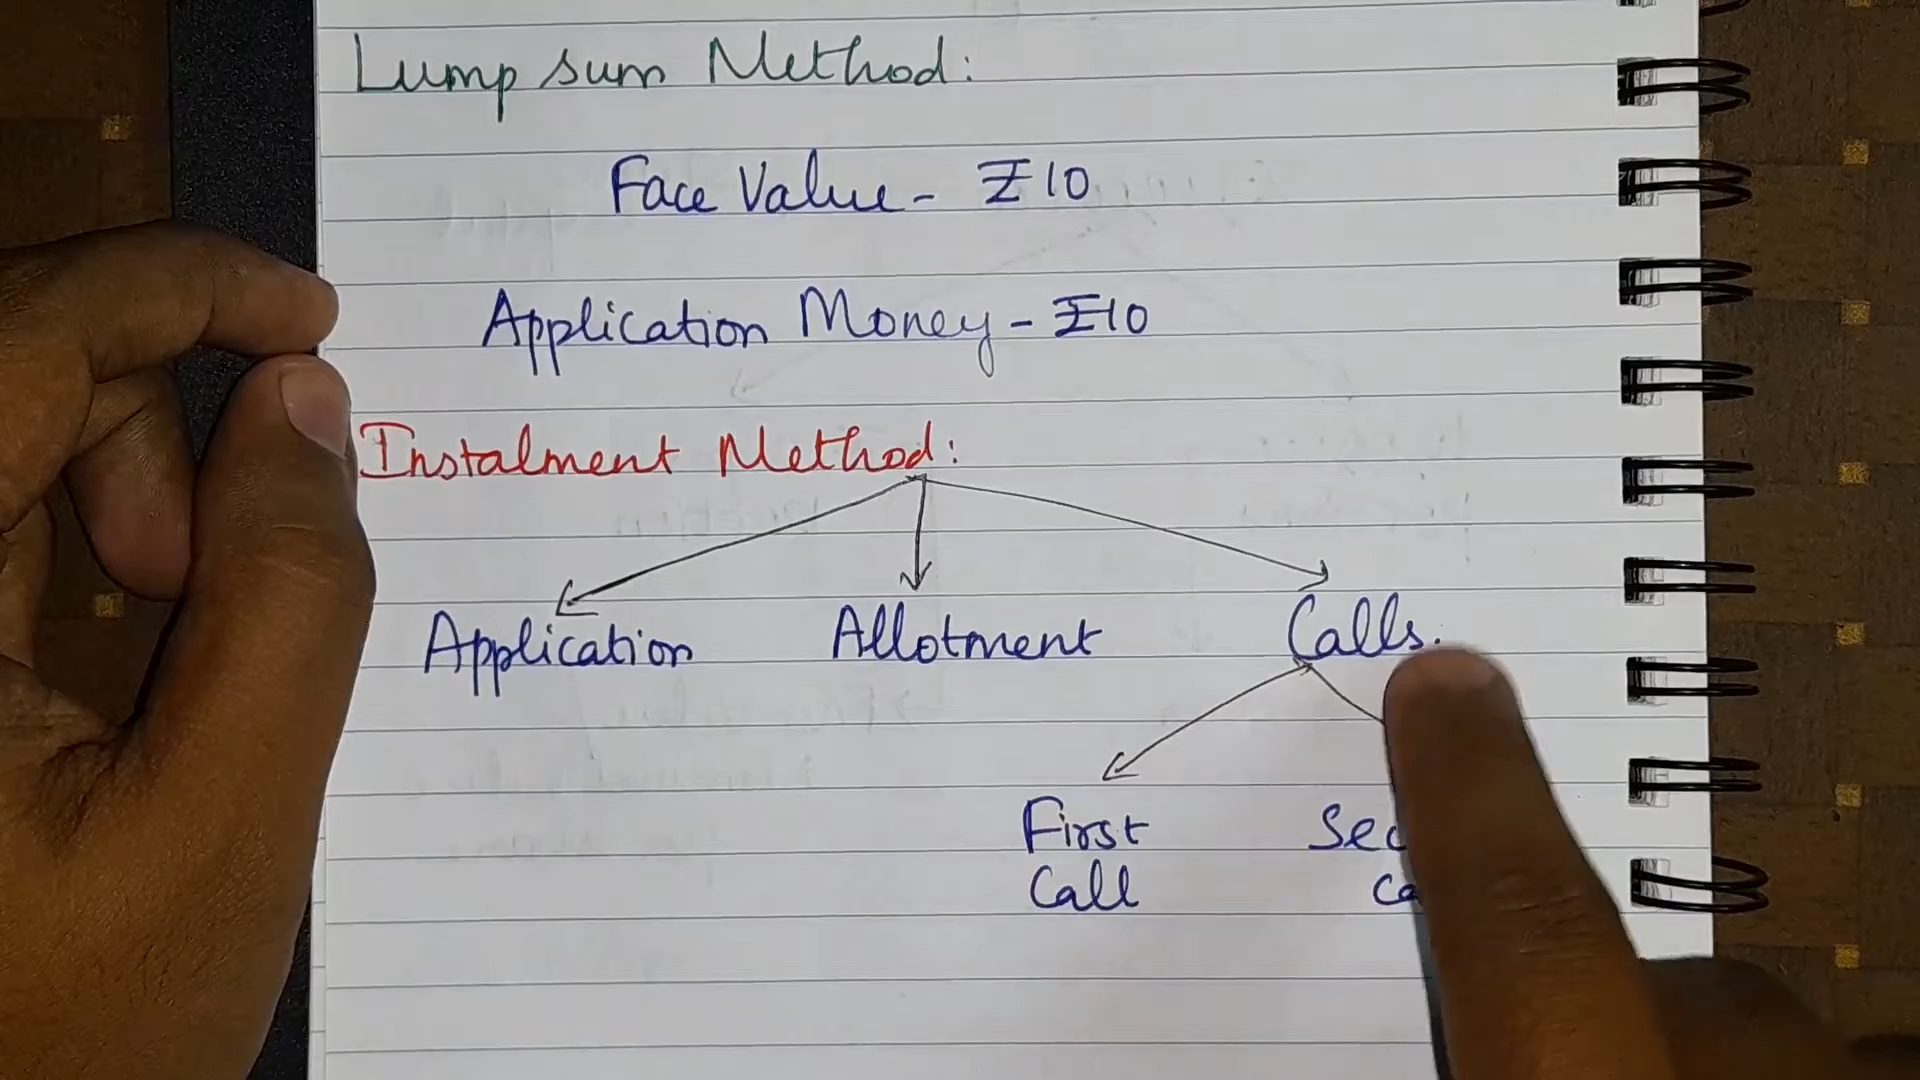 Lump sum Method:
Face Value - ₹10
Application Money - ₹10
Instalment Method:
Application Allotment Calls.
First
Call